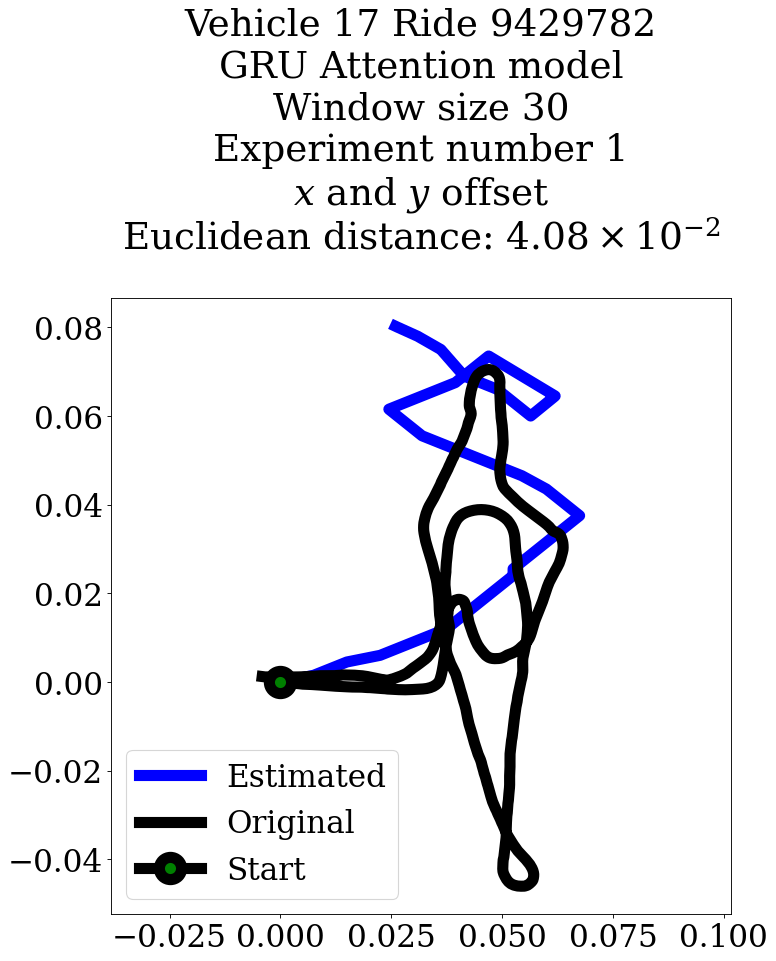 Vehicle 17 Ride 9429782
GRU Attention model
Window size 30
Experiment number 1
x and y offset
Euclidean distance: 4.08 × 10⁻²
0.08
0.06
0.04
0.02
0.00
−0.02
−0.04
Estimated
Original
Start
−0.025 0.000 0.025 0.050 0.075 0.100